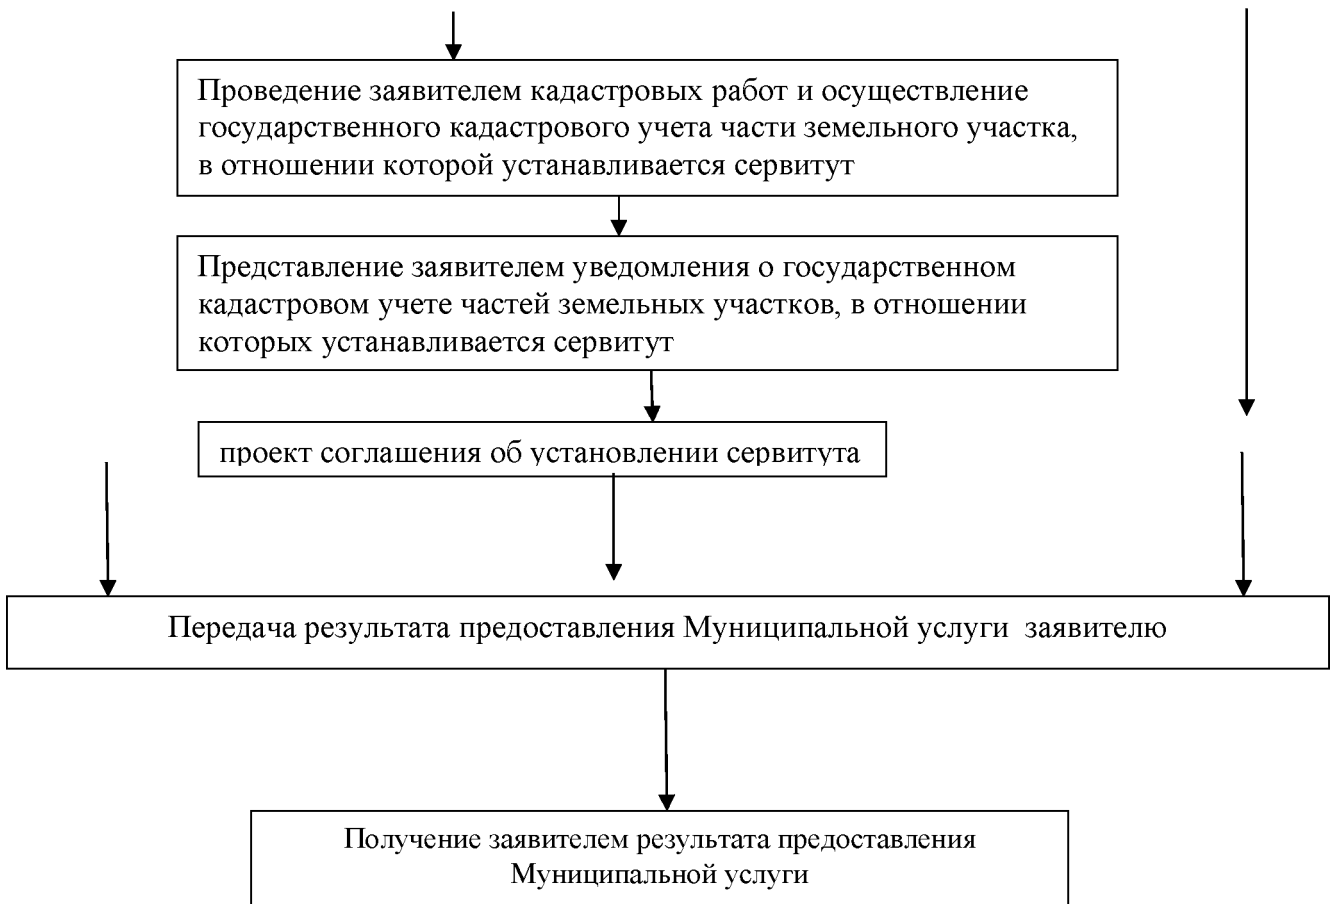 Проведение заявителем кадастровых работ и осуществление
государственного кадастрового учета части земельного участка,
в отношении которой устанавливается сервитут
Представление заявителем уведомления о государственном
кадастровом учете частей земельных участков, в отношении
которых устанавливается сервитут
проект соглашения об установлении сервитута
Передача результата предоставления Муниципальной услуги заявителю
Получение заявителем результата предоставления
Муниципальной услуги